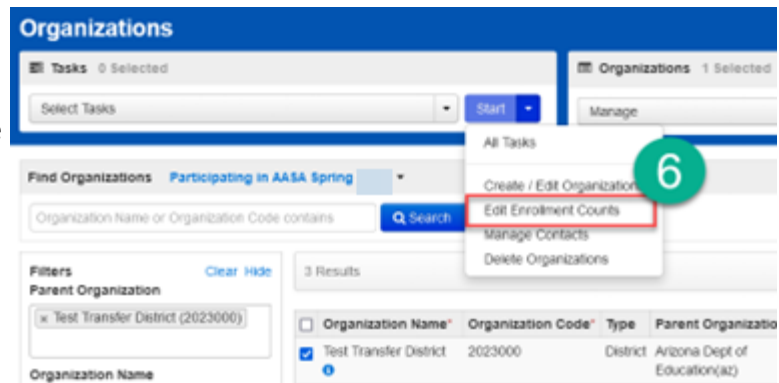 Organizations
Tasks 0 Selected
Organizations 1 Selected
Select Tasks
Start
Manage
All Tasks
Create / Edit Organization
6
Edit Enrollment Counts
Manage Contacts
Delete Organizations
Find Organizations Participating in AASA Spring
Organization Name or Organization Code contains
Search
Filters Clear Hide
3 Results
Parent Organization
× Test Transfer District (2023000)
Organization Name* Organization Code* Type Parent Organizatio
Test Transfer District 2023000 District Arizona Dept of
Education(az)
Organization Name